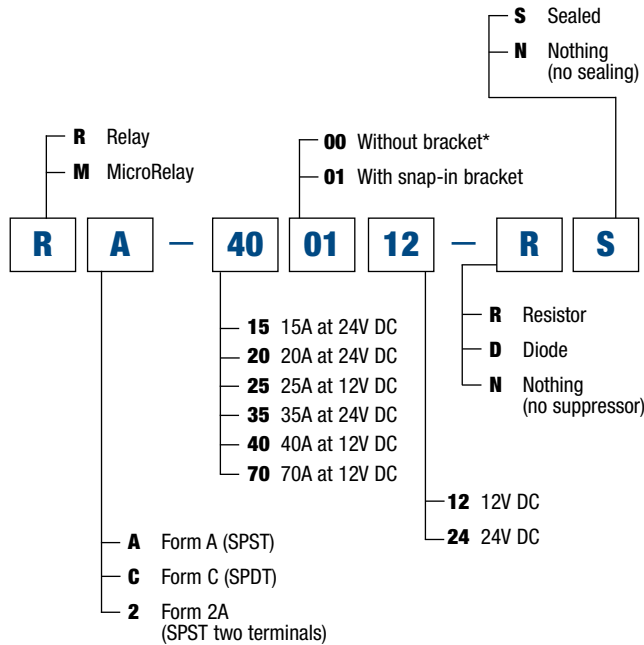 S Sealed
N Nothing
(no sealing)
R Relay
M MicroRelay
00 Without bracket*
01 With snap-in bracket
R A – 40 01 12 – R S
15 15A at 24V DC
20 20A at 24V DC
25 25A at 12V DC
35 35A at 24V DC
40 40A at 12V DC
70 70A at 12V DC
R Resistor
D Diode
N Nothing
(no suppressor)
12 12V DC
24 24V DC
A Form A (SPST)
C Form C (SPDT)
2 Form 2A
(SPST two terminals)